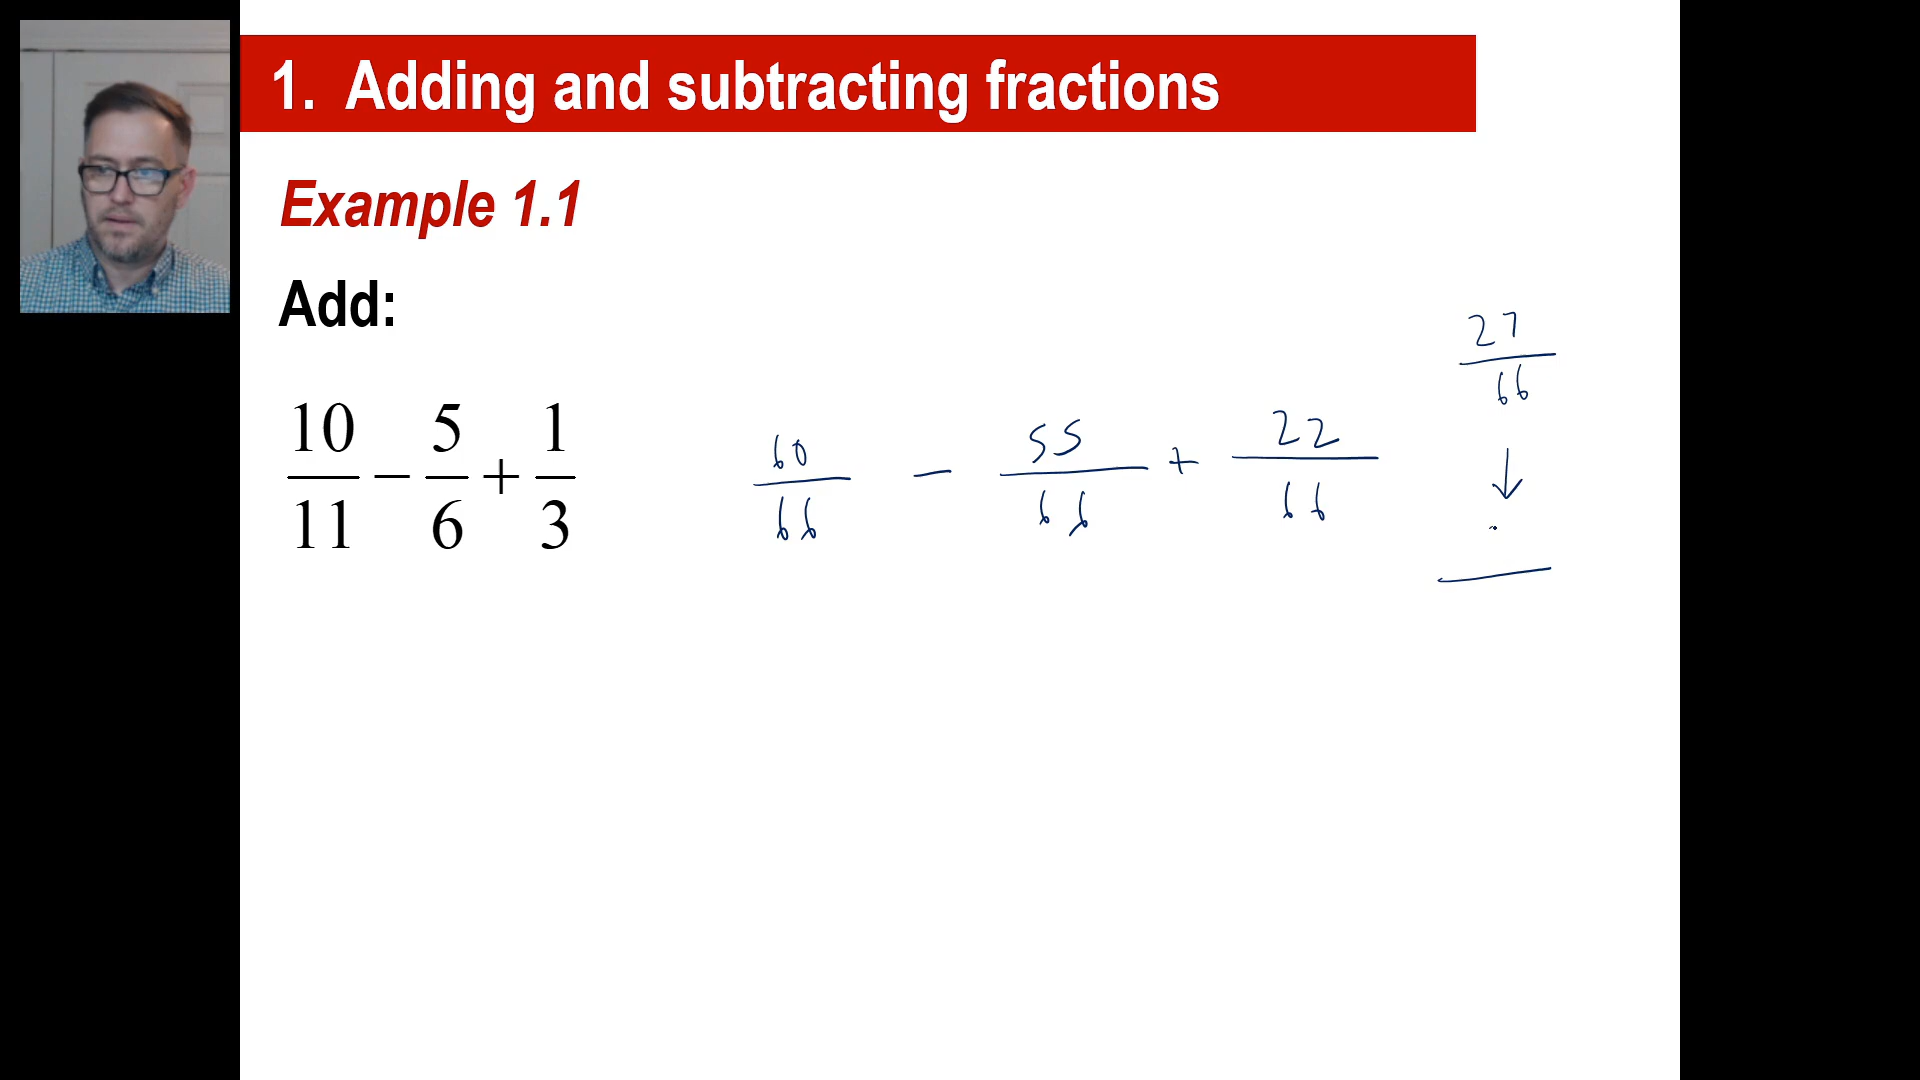 1. Adding and subtracting fractions
Example 1.1
Add:
10/11 − 5/6 + 1/3
60/66 − 55/66 + 22/66
27/66
↓